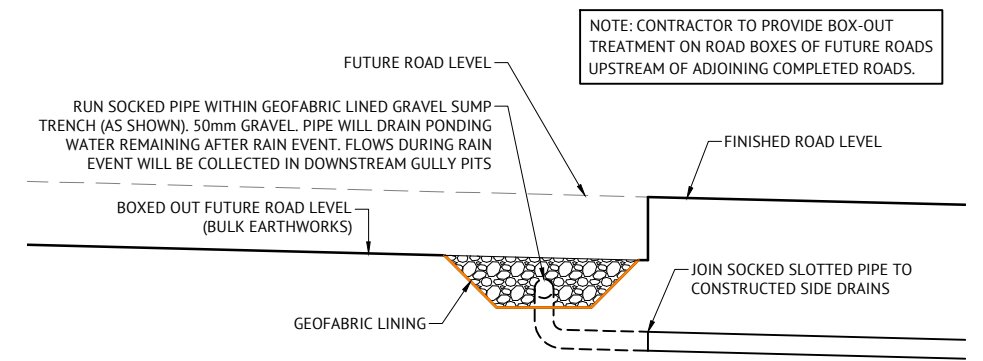 NOTE: CONTRACTOR TO PROVIDE BOX-OUT
TREATMENT ON ROAD BOXES OF FUTURE ROADS
UPSTREAM OF ADJOINING COMPLETED ROADS.
FUTURE ROAD LEVEL
RUN SOCKED PIPE WITHIN GEOFABRIC LINED GRAVEL SUMP
TRENCH (AS SHOWN). 50mm GRAVEL. PIPE WILL DRAIN PONDING
WATER REMAINING AFTER RAIN EVENT. FLOWS DURING RAIN
EVENT WILL BE COLLECTED IN DOWNSTREAM GULLY PITS
FINISHED ROAD LEVEL
BOXED OUT FUTURE ROAD LEVEL
(BULK EARTHWORKS)
JOIN SOCKED SLOTTED PIPE TO
CONSTRUCTED SIDE DRAINS
GEOFABRIC LINING